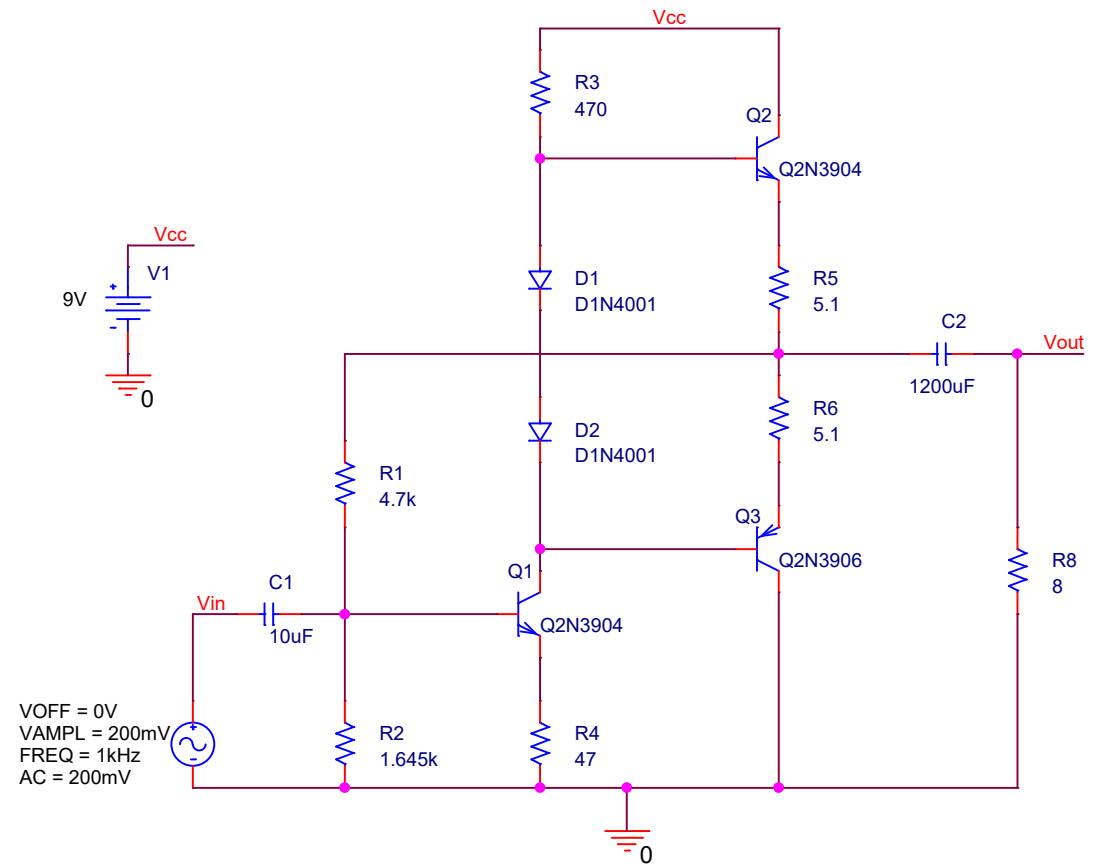 Vcc
R3
470
Q2
Q2N3904
Vcc
+
V1
9V
-
0
D1
D1N4001
R5
5.1
C2
Vout
1200uF
R6
5.1
D2
D1N4001
R1
4.7k
Q3
Q2N3906
Q1
Q2N3904
R8
8
C1
Vin
10uF
VOFF = 0V
VAMPL = 200mV
FREQ = 1kHz
AC = 200mV
+
-
R2
1.645k
R4
47
0